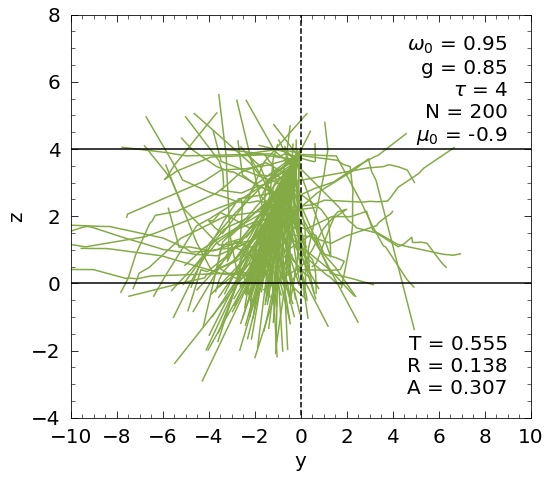 8
6
4
2
0
−2
−4
z
ω₀ = 0.95
g = 0.85
τ = 4
N = 200
μ₀ = -0.9
T = 0.555
R = 0.138
A = 0.307
−10 −8 −6 −4 −2 0 2 4 6 8 10
y